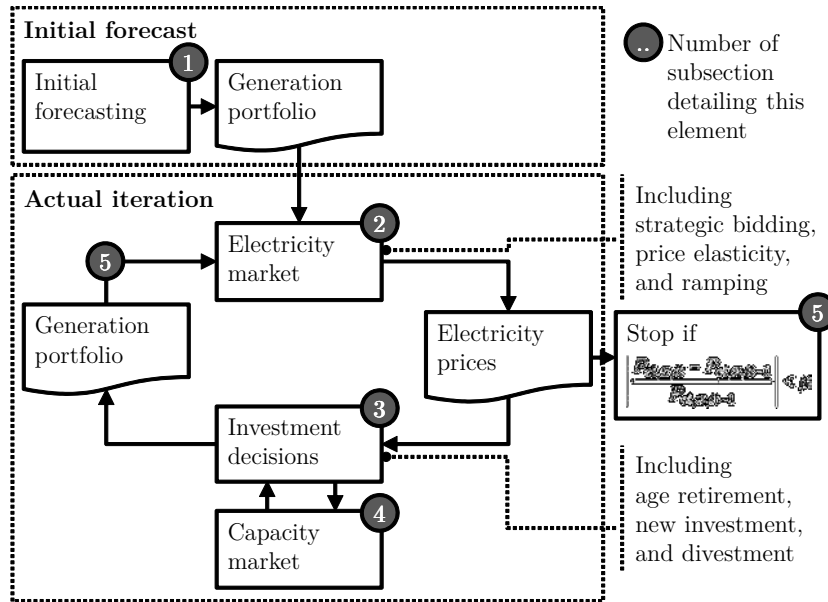 Initial forecast
1
Initial
forecasting
Generation
portfolio
..
Number of
subsection
detailing this
element
Actual iteration
2
Electricity
market
Including
strategic bidding,
price elasticity,
and ramping
5
Generation
portfolio
Electricity
prices
5
Stop if
3
Investment
decisions
4
Capacity
market
Including
age retirement,
new investment,
and divestment